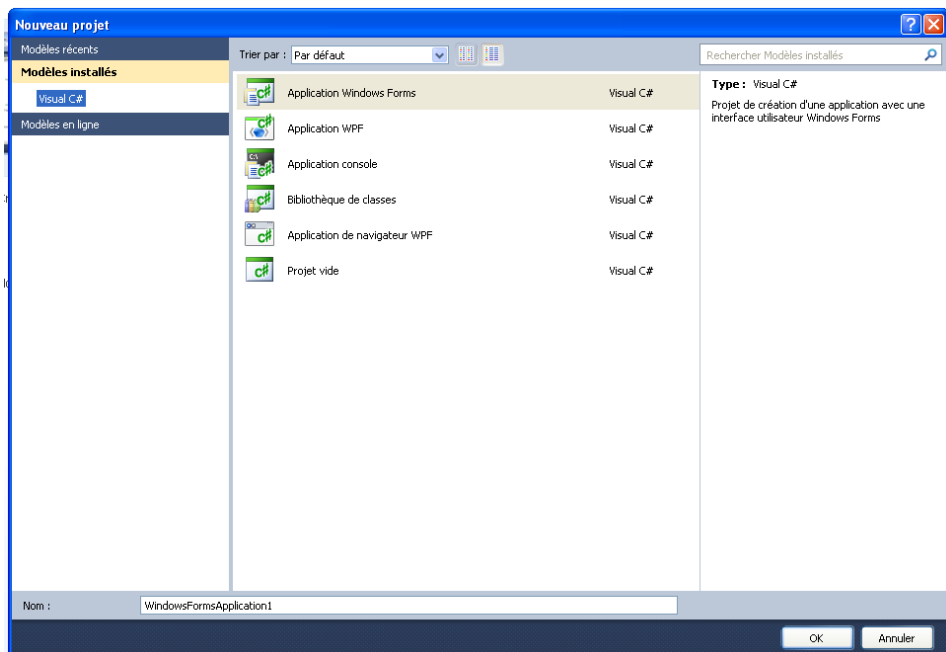 Nouveau projet
Modèles récents
Modèles installés
Visual C#
Modèles en ligne
Trier par : Par défaut
Application Windows Forms Visual C#
Application WPF Visual C#
Application console Visual C#
Bibliothèque de classes Visual C#
Application de navigateur WPF Visual C#
Projet vide Visual C#
Rechercher Modèles installés
Type : Visual C#
Projet de création d'une application avec une
interface utilisateur Windows Forms
Nom : WindowsFormsApplication1
OK Annuler